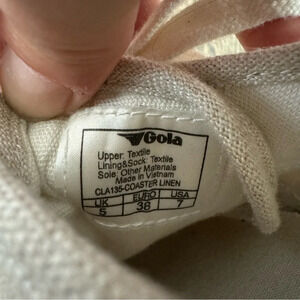 Gola
Upper: Textile
Lining&Sock: Textile
Sole: Other Materials
Made in Vietnam
CLA135-COASTER LINEN
UK EURO USA
5 38 7